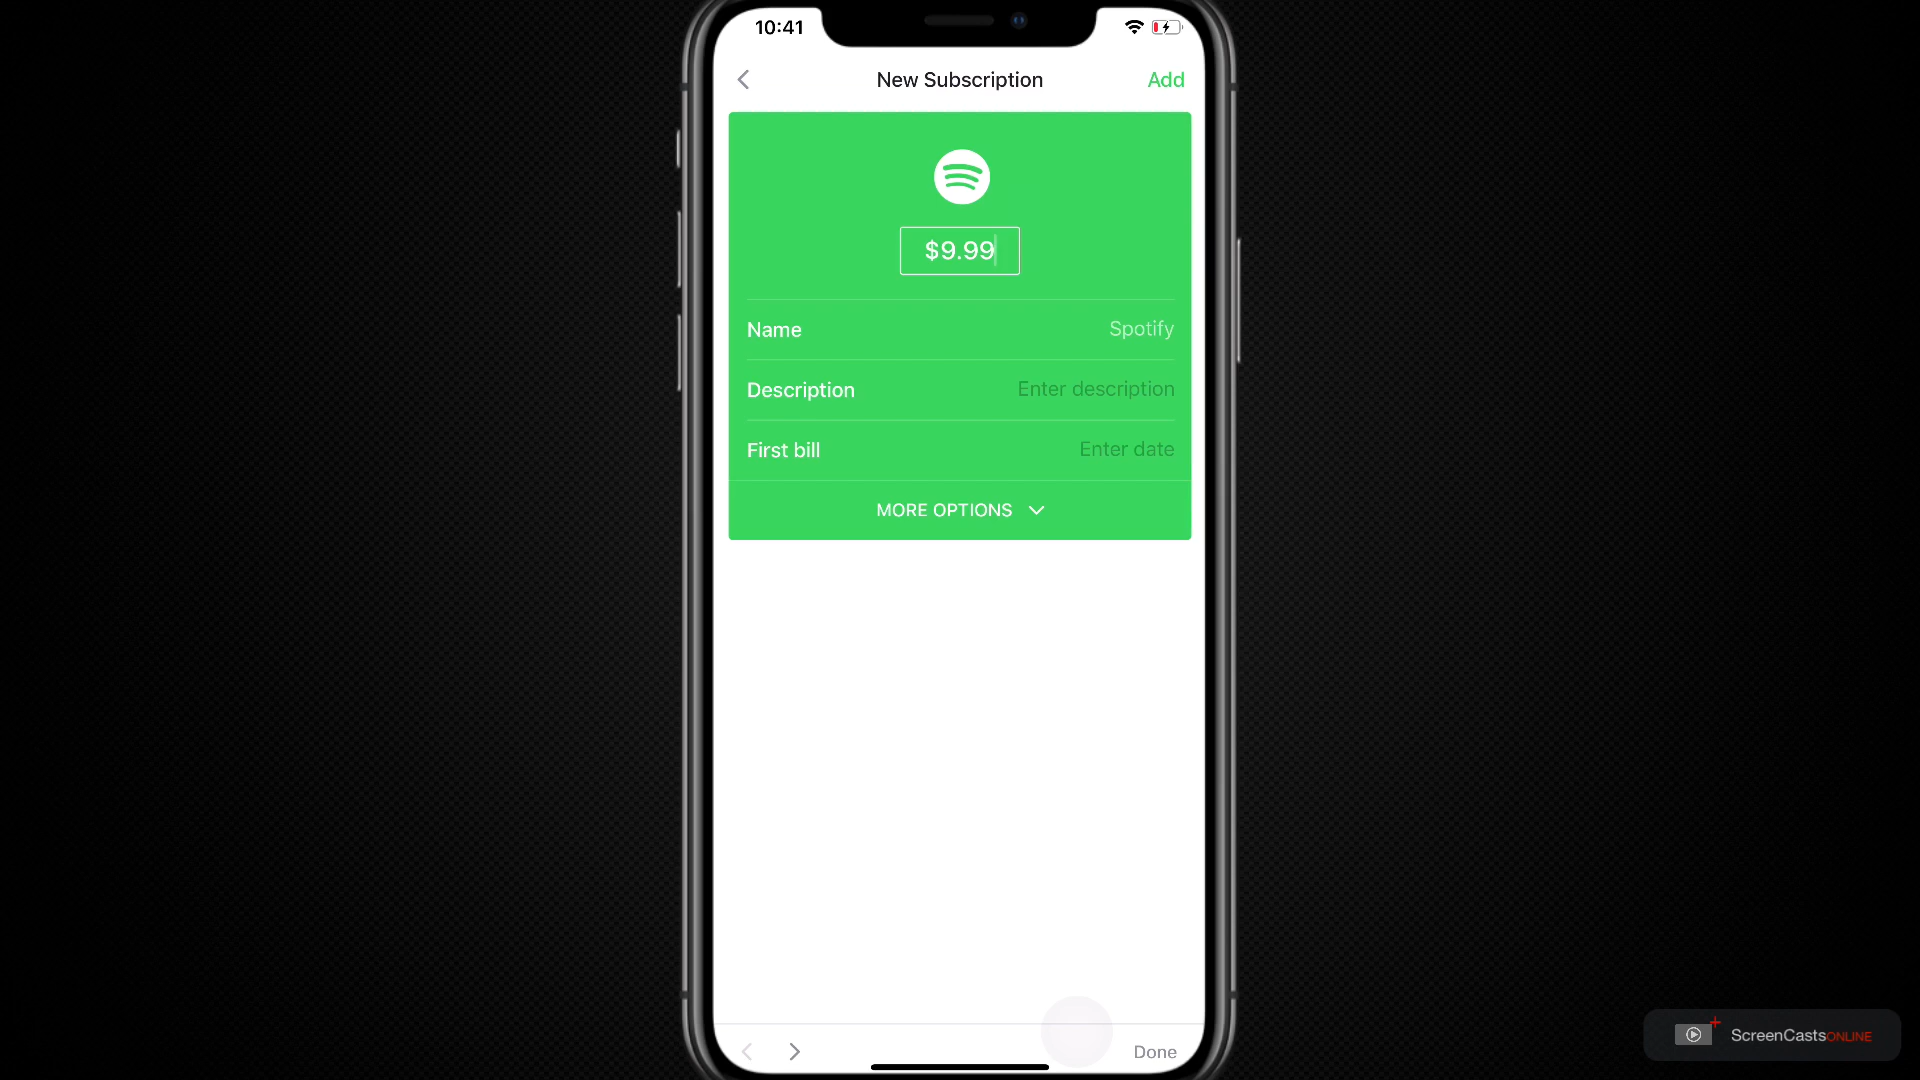 10:41
New Subscription
Add
$9.99
Name
Spotify
Description
Enter description
First bill
Enter date
MORE OPTIONS
Done
ScreenCastsONLINE